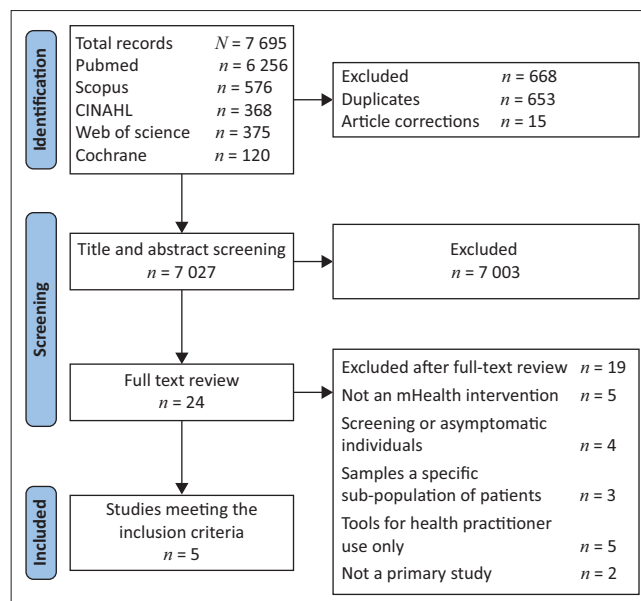 Identification
Total records N = 7 695
Pubmed n = 6 256
Scopus n = 576
CINAHL n = 368
Web of science n = 375
Cochrane n = 120
Excluded n = 668
Duplicates n = 653
Article corrections n = 15
Screening
Title and abstract screening
n = 7 027
Excluded
n = 7 003
Full text review
n = 24
Excluded after full-text review n = 19
Not an mHealth intervention n = 5
Screening or asymptomatic
individuals n = 4
Samples a specific
sub-population of patients n = 3
Tools for health practitioner
use only n = 5
Not a primary study n = 2
Included
Studies meeting the
inclusion criteria
n = 5